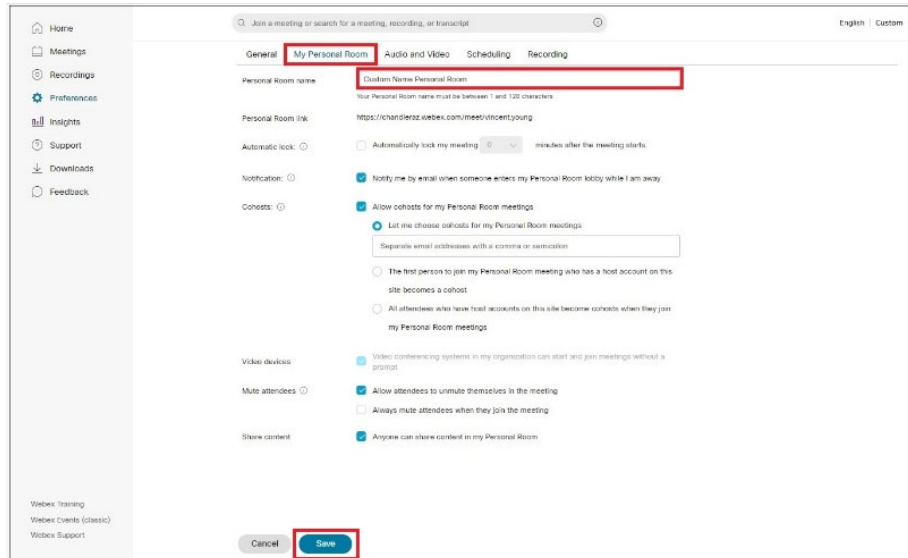 Join a meeting or search for a meeting, recording, or transcript
English | Custom
Home
Meetings
Recordings
Preferences
Insights
Support
Downloads
Feedback
General My Personal Room Audio and Video Scheduling Recording
Personal Room name
Custom Name Personal Room
Your Personal Room name must be between 1 and 128 characters
Personal Room link
https://chandleraz.webex.com/meet/vincent.young
Automatic lock:
Automatically lock my meeting 0 minutes after the meeting starts.
Notification:
Notify me by email when someone enters my Personal Room lobby while I am away
Cohosts:
Allow cohosts for my Personal Room meetings
Let me choose cohosts for my Personal Room meetings
Separate email addresses with a comma or semicolon
The first person to join my Personal Room meeting who has a host account on this
site becomes a cohost
All attendees who have host accounts on this site become cohosts when they join
my Personal Room meetings
Video devices
Video conferencing systems in my organization can start and join meetings without a
prompt
Mute attendees
Allow attendees to unmute themselves in the meeting
Always mute attendees when they join the meeting
Share content
Anyone can share content in my Personal Room
Webex Training
Webex Events (classic)
Webex Support
Cancel Save